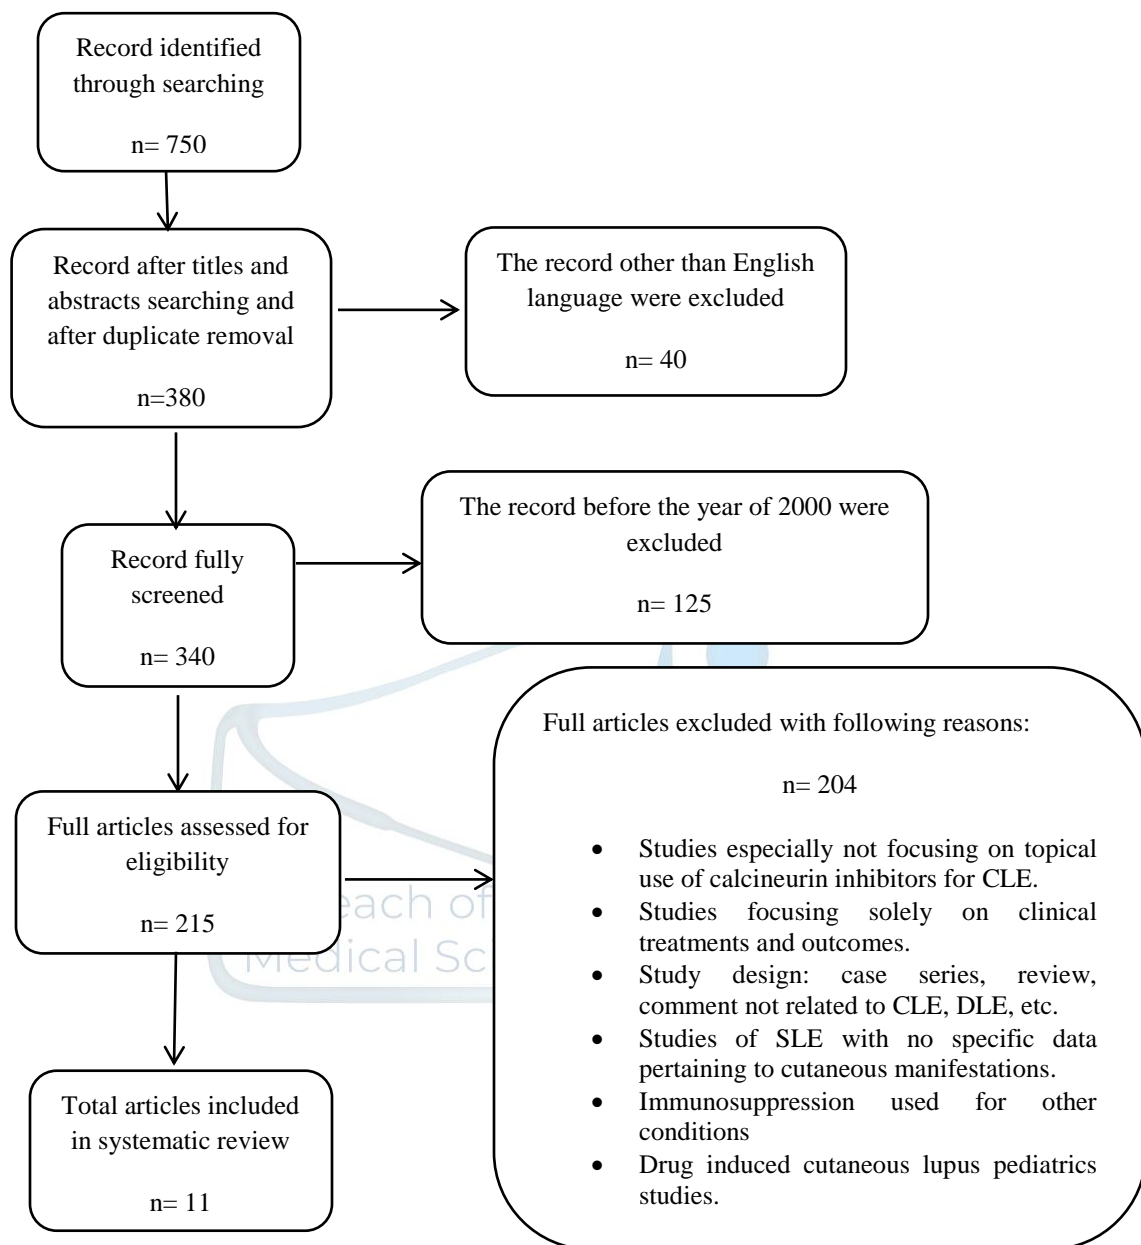 Record identified
through searching
n= 750
Record after titles and
abstracts searching and
after duplicate removal
n=380
The record other than English
language were excluded
n= 40
Record fully
screened
n= 340
The record before the year of 2000 were
excluded
n= 125
Full articles assessed for
eligibility
n= 215
Full articles excluded with following reasons:
n= 204
• Studies especially not focusing on topical
use of calcineurin inhibitors for CLE.
• Studies focusing solely on clinical
treatments and outcomes.
• Study design: case series, review,
comment not related to CLE, DLE, etc.
• Studies of SLE with no specific data
pertaining to cutaneous manifestations.
• Immunosuppression used for other
conditions
• Drug induced cutaneous lupus pediatrics
studies.
each of
Medical Sc
Total articles included
in systematic review
n= 11